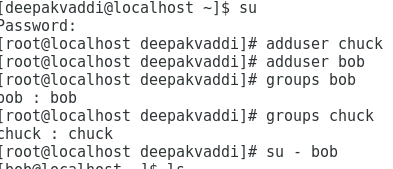 [deepakvaddi@localhost ~]$ su
Password:
[root@localhost deepakvaddi]# adduser chuck
[root@localhost deepakvaddi]# adduser bob
[root@localhost deepakvaddi]# groups bob
bob : bob
[root@localhost deepakvaddi]# groups chuck
chuck : chuck
[root@localhost deepakvaddi]# su - bob
[bob@localhost ~]$ ls